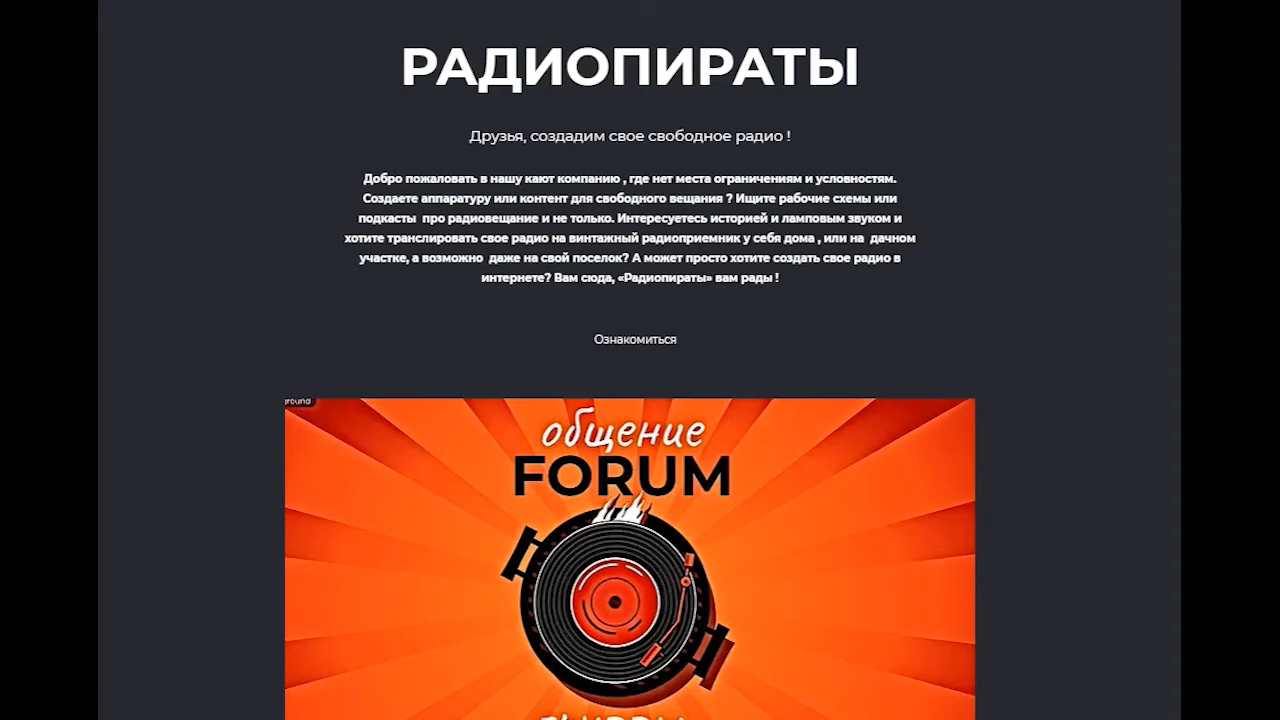 РАДИОПИРАТЫ
Друзья, создадим свое свободное радио !
Добро пожаловать в нашу кают компанию , где нет места ограничениям и условностям.
Создаете аппаратуру или контент для свободного вещания ? Ищите рабочие схемы или
подкасты  про радиовещание и не только. Интересуетесь историей и ламповым звуком и
хотите транслировать свое радио на винтажный радиоприемник у себя дома , или на  дачном
участке, а возможно  даже на свой поселок? А может просто хотите создать свое радио в
интернете? Вам сюда, «Радиопираты» вам рады !
Ознакомиться
ground
общение
FORUM